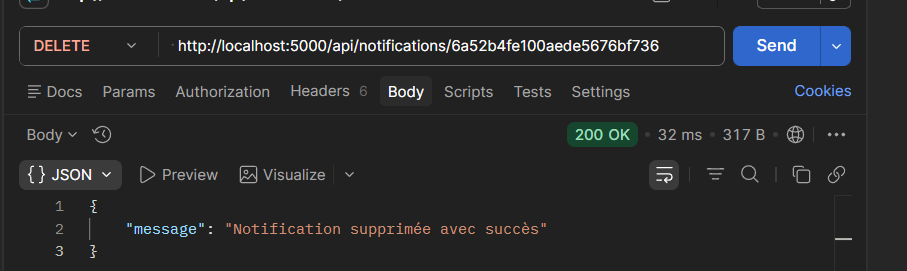 DELETE http://localhost:5000/api/notifications/6a52b4fe100aede5676bf736 Send
Docs Params Authorization Headers 6 Body Scripts Tests Settings Cookies
Body 200 OK • 32 ms • 317 B
{} JSON Preview Visualize
1 {
2 "message": "Notification supprimée avec succès"
3 }